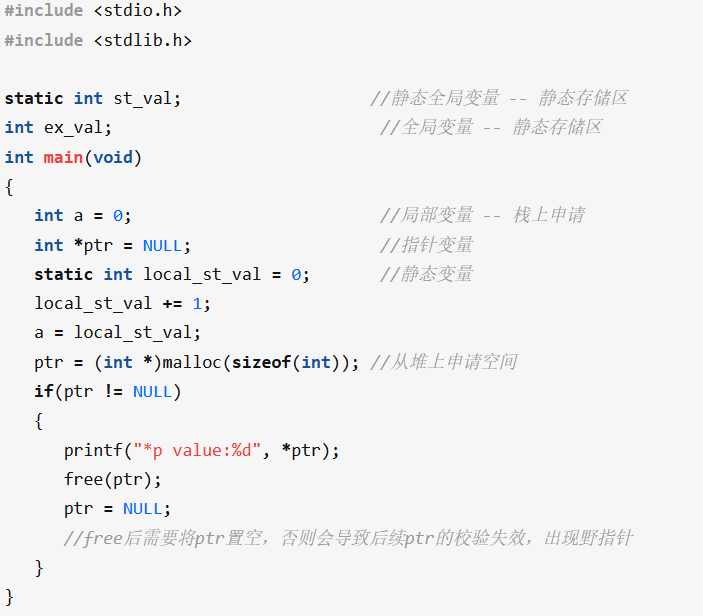 #include <stdio.h>
#include <stdlib.h>
static int st_val; //静态全局变量 -- 静态存储区
int ex_val; //全局变量 -- 静态存储区
int main(void)
{
int a = 0; //局部变量 -- 栈上申请
int *ptr = NULL; //指针变量
static int local_st_val = 0; //静态变量
local_st_val += 1;
a = local_st_val;
ptr = (int *)malloc(sizeof(int)); //从堆上申请空间
if(ptr != NULL)
{
printf("*p value:%d", *ptr);
free(ptr);
ptr = NULL;
//free后需要将ptr置空，否则会导致后续ptr的校验失效，出现野指针
}
}